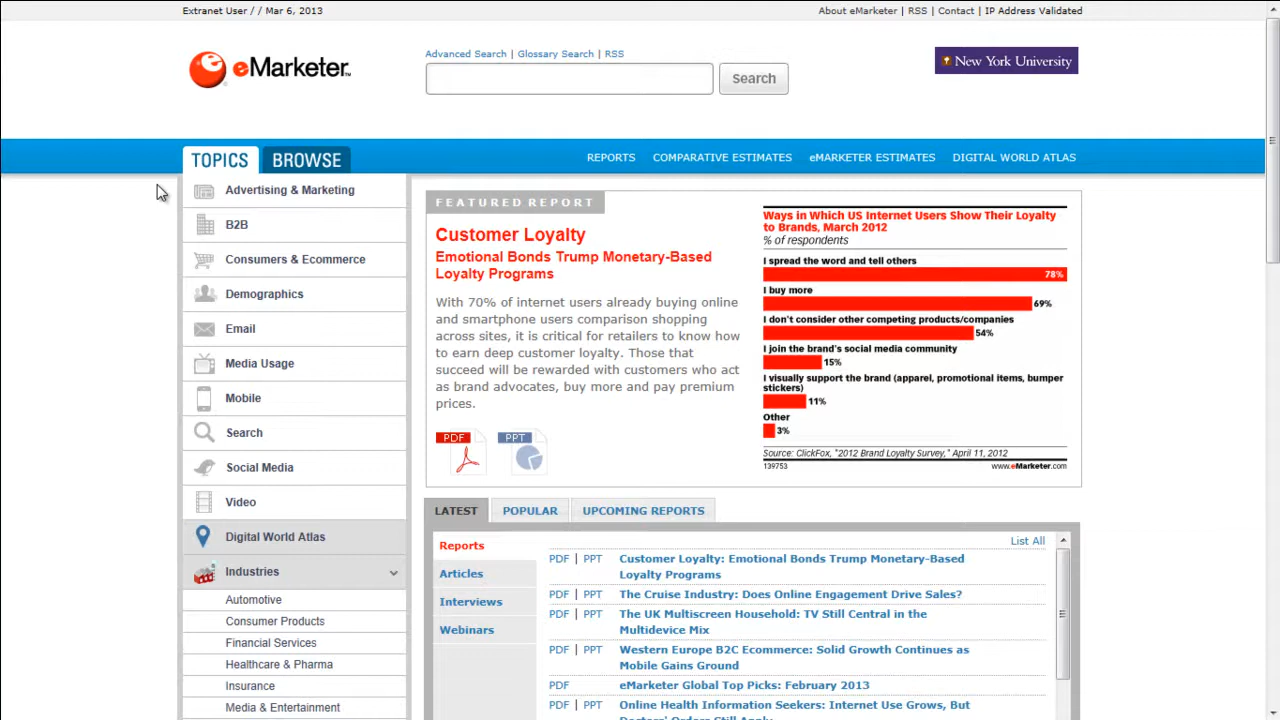 Extranet User // Mar 6, 2013
About eMarketer | RSS | Contact | IP Address Validated
eMarketer™
Advanced Search | Glossary Search | RSS
Search
New York University
TOPICS
BROWSE
REPORTS
COMPARATIVE ESTIMATES
eMARKETER ESTIMATES
DIGITAL WORLD ATLAS
Advertising & Marketing
B2B
Consumers & Ecommerce
Demographics
Email
Media Usage
Mobile
Search
Social Media
Video
Digital World Atlas
Industries
Automotive
Consumer Products
Financial Services
Healthcare & Pharma
Insurance
Media & Entertainment
FEATURED REPORT
Customer Loyalty
Emotional Bonds Trump Monetary-Based
Loyalty Programs
With 70% of internet users already buying online
and smartphone users comparison shopping
across sites, it is critical for retailers to know how
to earn deep customer loyalty. Those that
succeed will be rewarded with customers who act
as brand advocates, buy more and pay premium
prices.
PDF
PPT
Ways in Which US Internet Users Show Their Loyalty
to Brands, March 2012
% of respondents
I spread the word and tell others
78%
I buy more
69%
I don't consider other competing products/companies
54%
I join the brand's social media community
15%
I visually support the brand (apparel, promotional items, bumper
stickers)
11%
Other
3%
Source: ClickFox, "2012 Brand Loyalty Survey," April 11, 2012
139753
www.eMarketer.com
LATEST
POPULAR
UPCOMING REPORTS
Reports
Articles
Interviews
Webinars
List All
PDF | PPT Customer Loyalty: Emotional Bonds Trump Monetary-Based
Loyalty Programs
PDF | PPT The Cruise Industry: Does Online Engagement Drive Sales?
PDF | PPT The UK Multiscreen Household: TV Still Central in the
Multidevice Mix
PDF | PPT Western Europe B2C Ecommerce: Solid Growth Continues as
Mobile Gains Ground
PDF eMarketer Global Top Picks: February 2013
PDF | PPT Online Health Information Seekers: Internet Use Grows, But
Doctors' Orders Still Apply